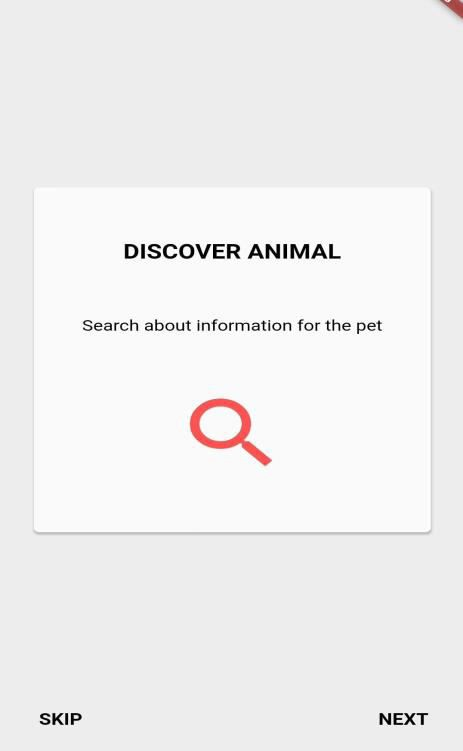 DISCOVER ANIMAL
Search about information for the pet
SKIP
NEXT